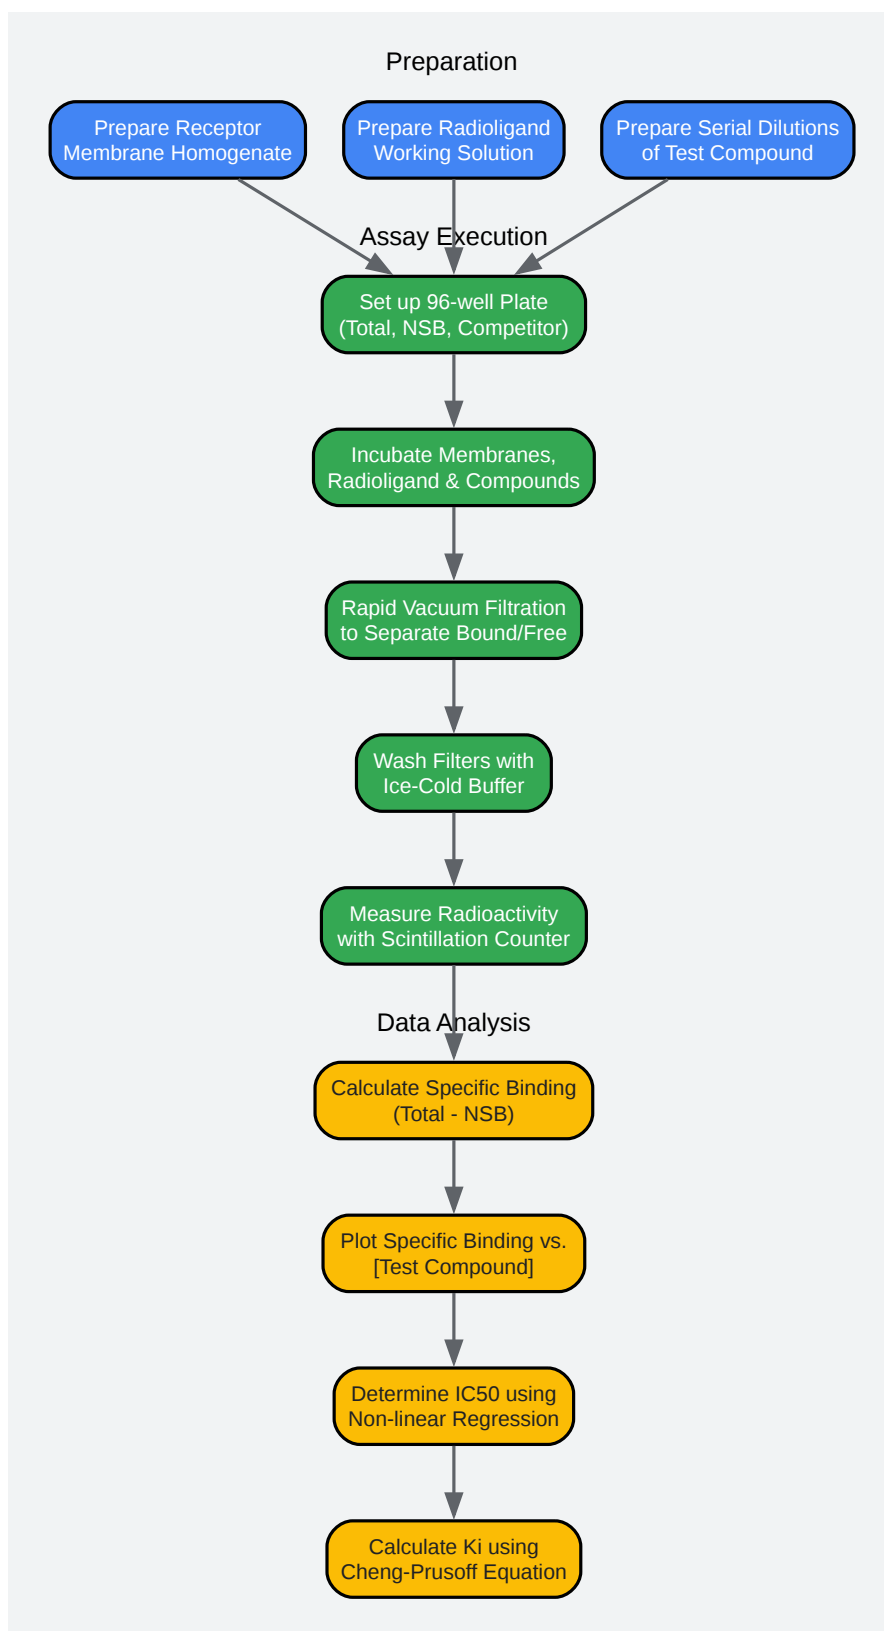 Preparation
Prepare Receptor
Membrane Homogenate
Prepare Radioligand
Working Solution
Prepare Serial Dilutions
of Test Compound
Assay Execution
Set up 96-well Plate
(Total, NSB, Competitor)
Incubate Membranes,
Radioligand & Compounds
Rapid Vacuum Filtration
to Separate Bound/Free
Wash Filters with
Ice-Cold Buffer
Measure Radioactivity
with Scintillation Counter
Data Analysis
Calculate Specific Binding
(Total - NSB)
Plot Specific Binding vs.
[Test Compound]
Determine IC50 using
Non-linear Regression
Calculate Ki using
Cheng-Prusoff Equation